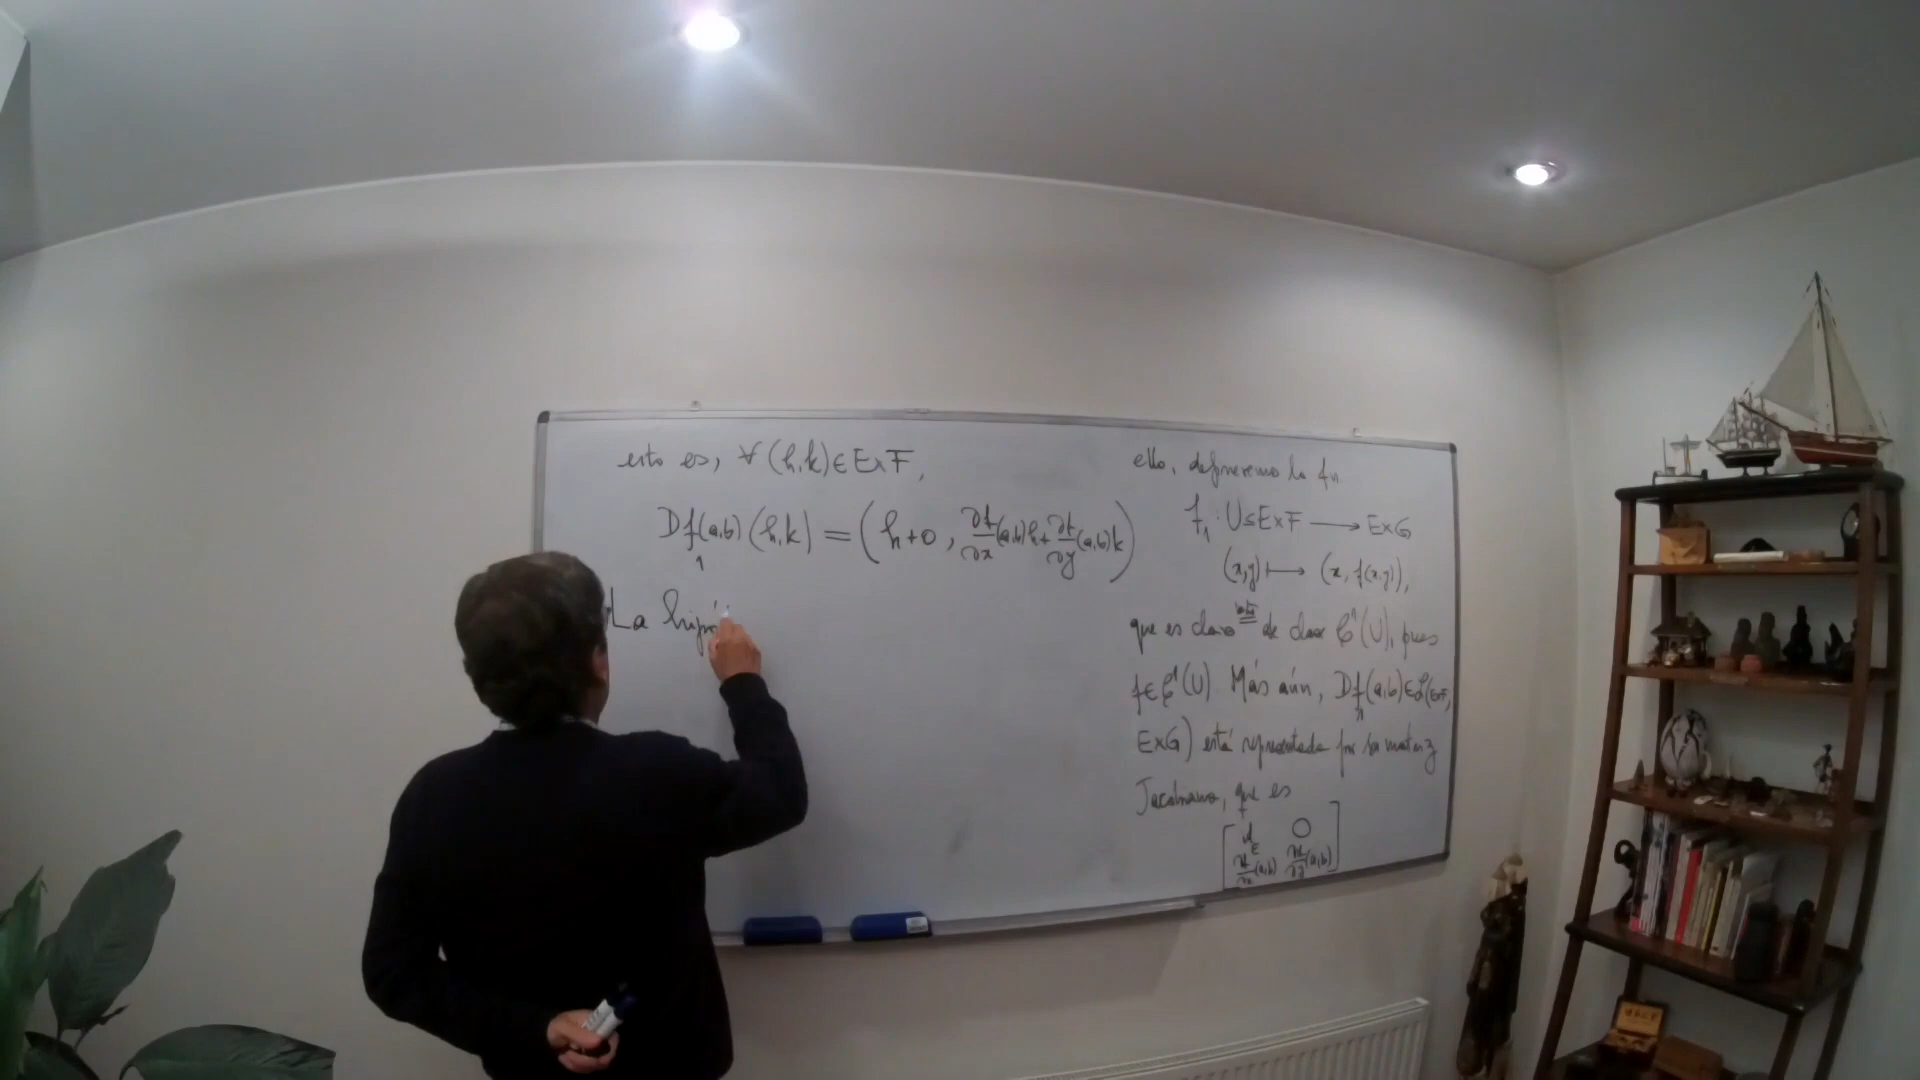 ello, definiremos la fn.
f₁ : U ⊆ E×F ⟶ E×G
(x,y) ⟼ (x, f(x,y)),
que es claro de clase 𝒞¹(U), pues
f ∈ 𝒞¹(U). Más aún, Df₁(a,b) ∈ ℒ(E×F,
E×G) está representada por la matriz
Jacobiana, que es
[ Id_E   0
∂f/∂x (a,b)   ∂f/∂y (a,b) ]
esto es, ∀ (h,k) ∈ E×F,
Df₁(a,b)(h,k) = (h+0, ∂f/∂x (a,b)h + ∂f/∂y (a,b)k)
La hipó